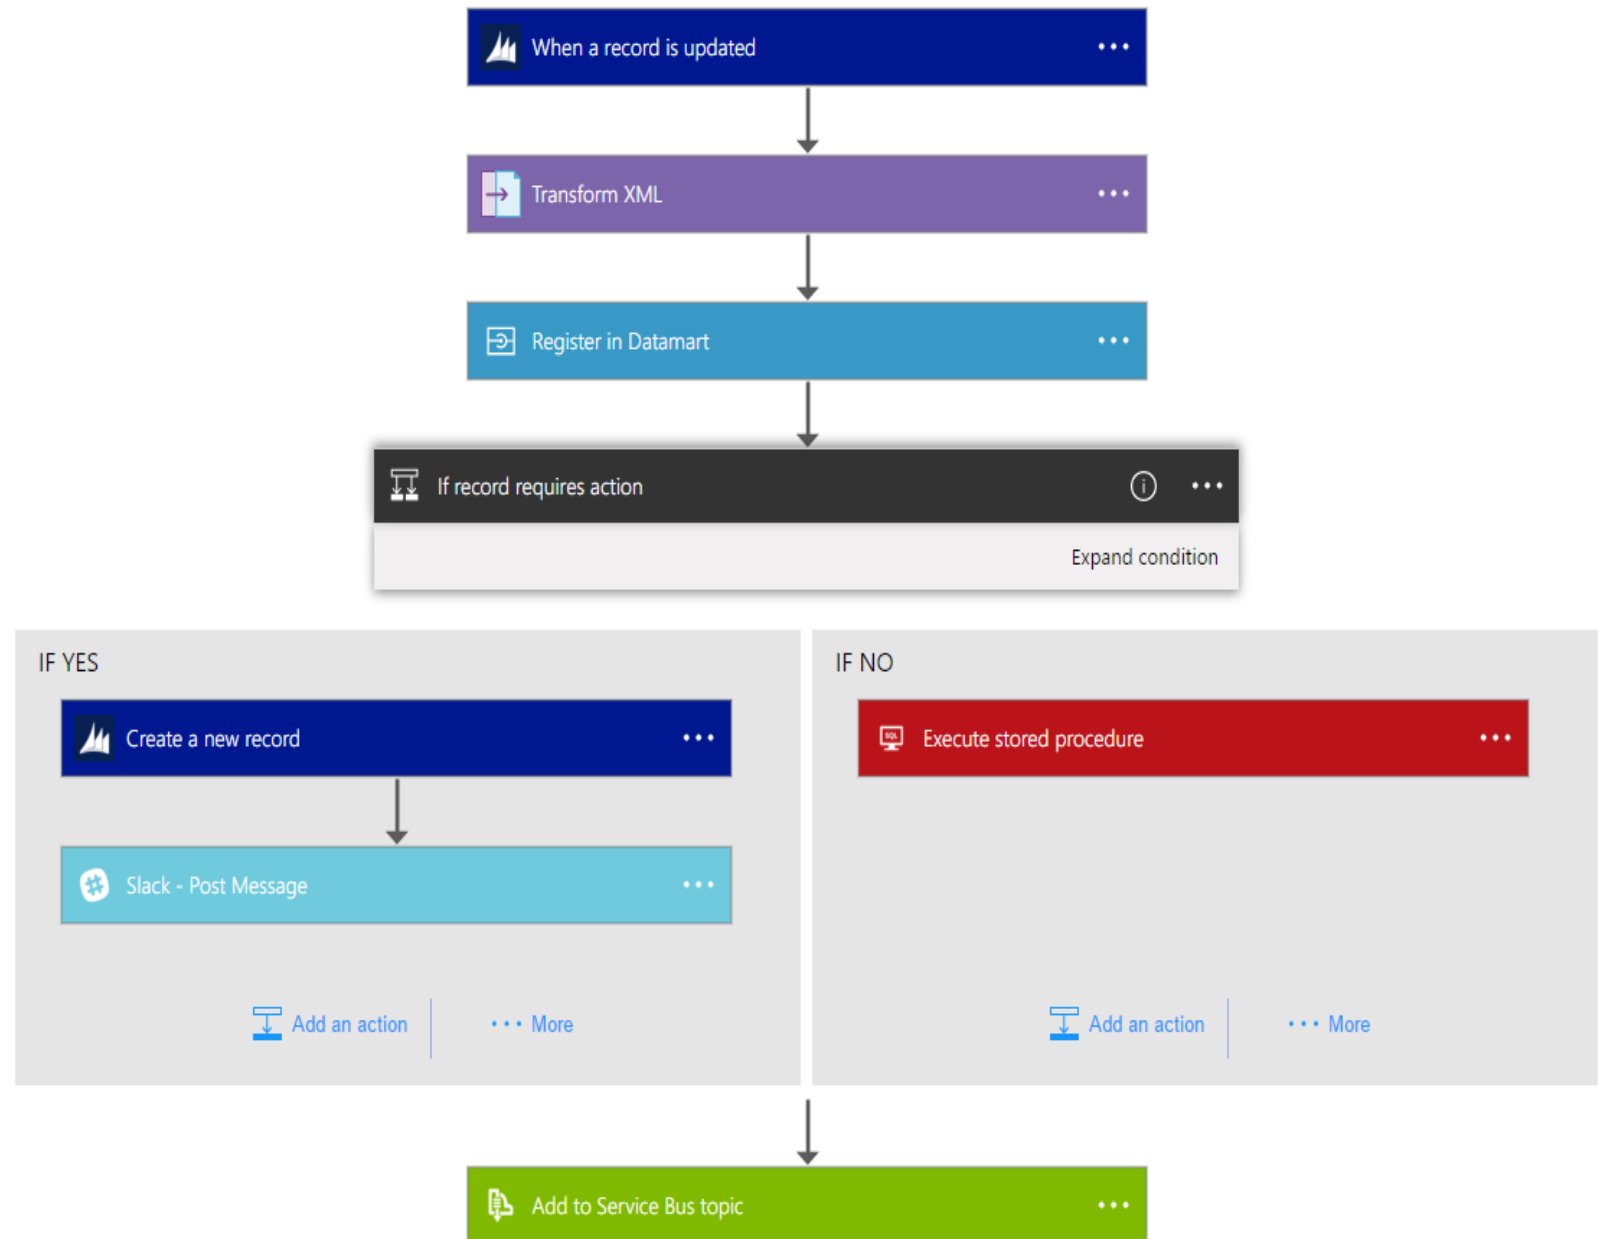 When a record is updated
Transform XML
Register in Datamart
If record requires action
Expand condition
IF YES
Create a new record
Slack - Post Message
Add an action
More
IF NO
SQL
Execute stored procedure
Add an action
More
Add to Service Bus topic